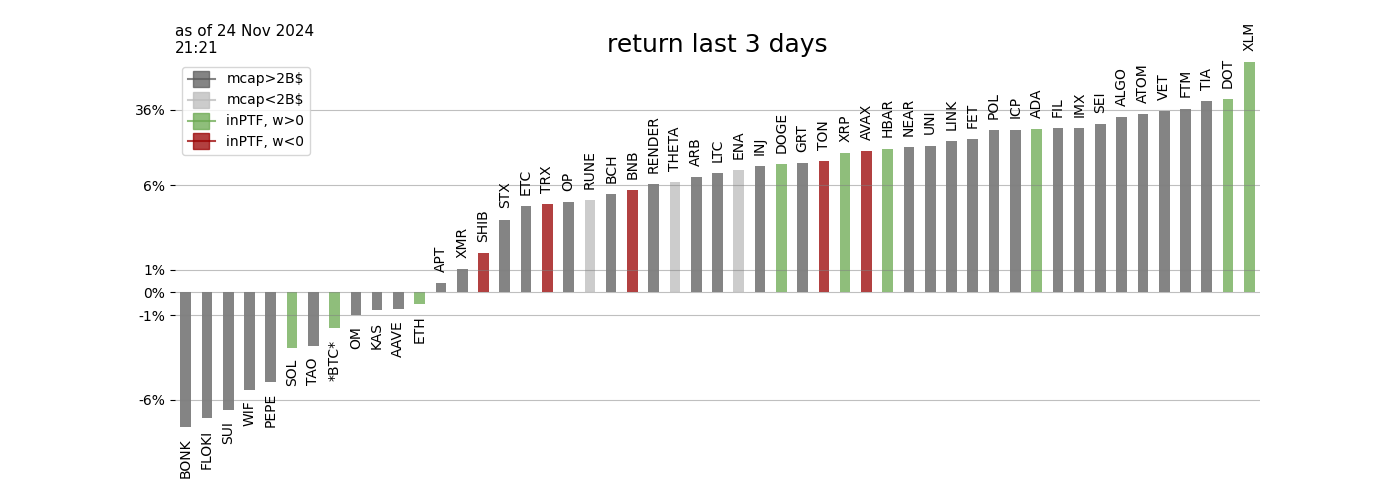 as of 24 Nov 2024
21:21
return last 3 days
mcap>2B$
mcap<2B$
inPTF, w>0
inPTF, w<0
36%
6%
1%
0%
-1%
-6%
BONK
FLOKI
SUI
WIF
PEPE
SOL
TAO
*BTC*
OM
KAS
AAVE
ETH
APT
XMR
SHIB
STX
ETC
TRX
OP
RUNE
BCH
BNB
RENDER
THETA
ARB
LTC
ENA
INJ
DOGE
GRT
TON
XRP
AVAX
HBAR
NEAR
UNI
LINK
FET
POL
ICP
ADA
FIL
IMX
SEI
ALGO
ATOM
VET
FTM
TIA
DOT
XLM